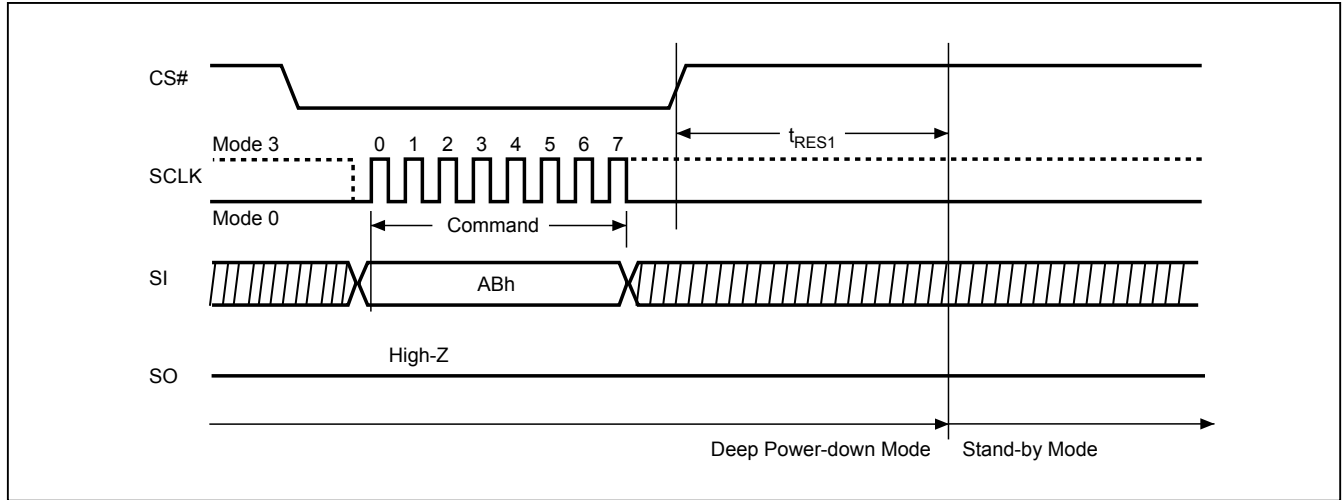 CS#
t_RES1
Mode 3
0 1 2 3 4 5 6 7
SCLK
Mode 0
Command
SI
ABh
High-Z
SO
Deep Power-down Mode Stand-by Mode